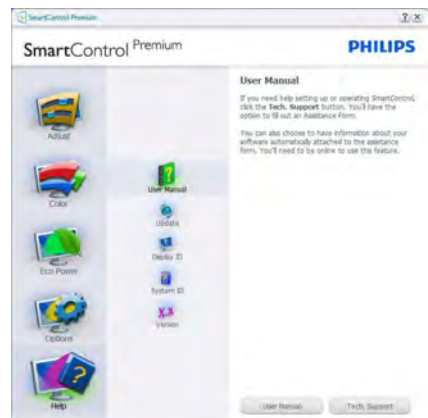 SmartControl Premium
SmartControl Premium
PHILIPS
User Manual
If you need help setting up or operating SmartControl,
click the Tech. Support button. You'll have the
option to fill out an Assistance Form.
You can also choose to have information about your
software automatically attached to the assistance
form. You'll need to be online to use the feature.
Adjust
Color
Eco Power
Options
Help
User Manual
Update
Display ID
System ID
Version
User Manual
Tech. Support